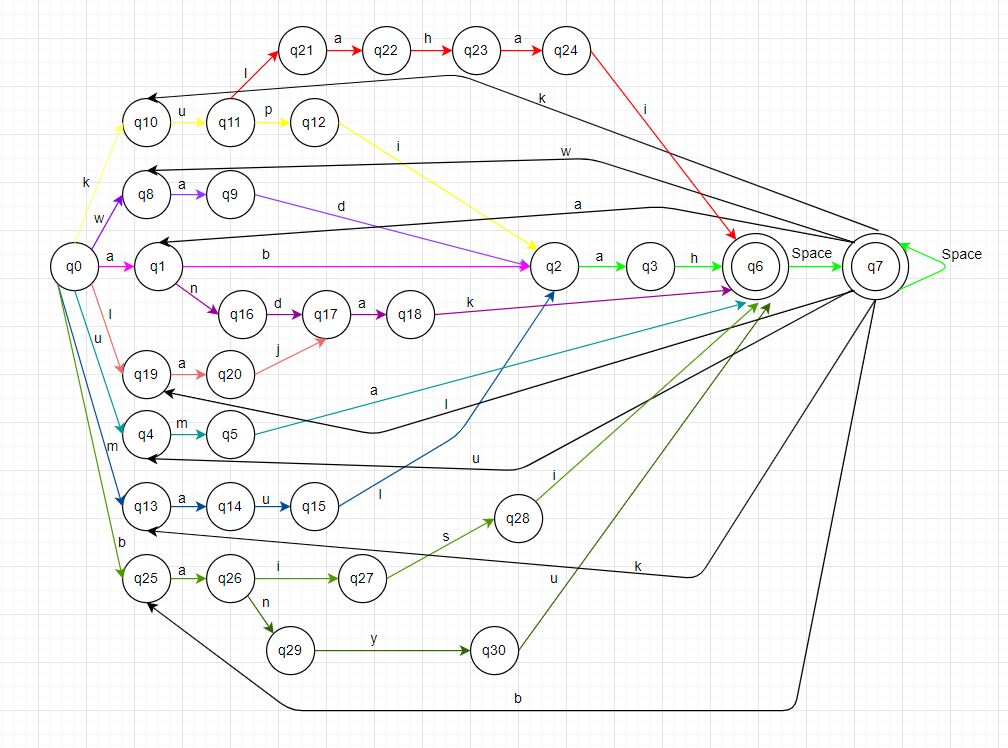 q21 a q22 h q23 a q24
l
k
i
q10 u q11 p q12
i
k
w
q8 a q9
w
a
d
q0 a q1 b q2 a q3 h q6 Space q7 Space
n
q16 d q17 a q18 k
l
u
q19 a q20 j
a
l
q4 m q5
m
u
q13 a q14 u q15 l
i
q28
s
k
b
q25 a q26 i q27
u
n
q29 y q30
b